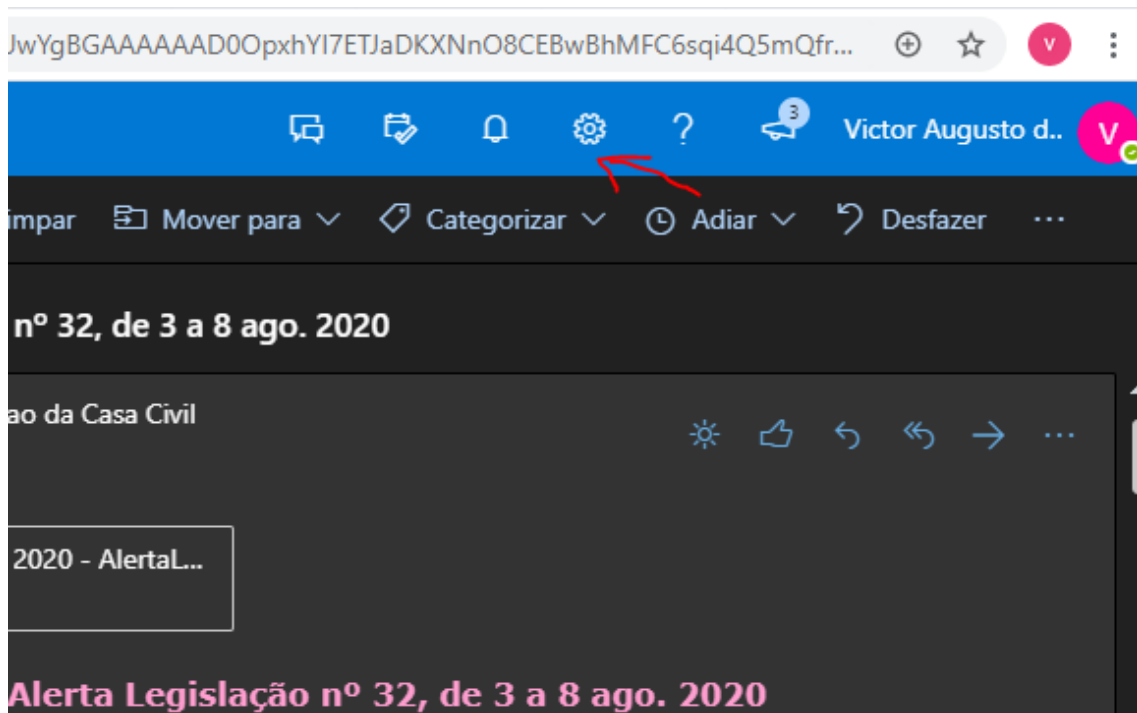 JwYgBGAAAAAAD0OpxhYI7ETJaDKXNnO8CEBwBhMFC6sqi4Q5mQfr... V
3 Victor Augusto d.. V
impar Mover para Categorizar Adiar Desfazer ...
nº 32, de 3 a 8 ago. 2020
ao da Casa Civil
2020 - AlertaL...
Alerta Legislação nº 32, de 3 a 8 ago. 2020